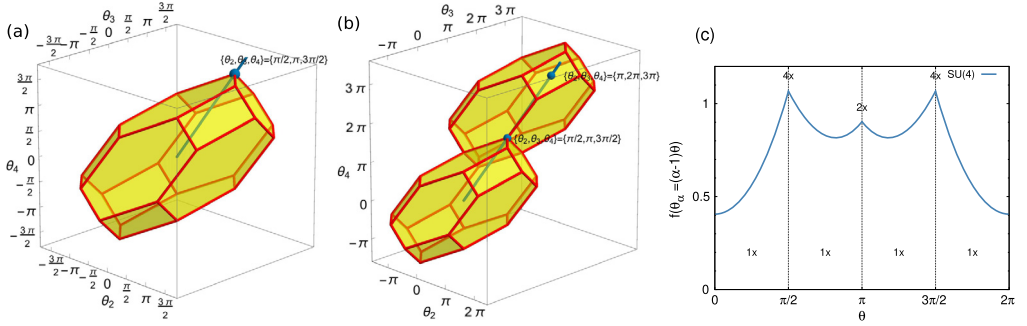 (a)
θ₃
− 3π/2 −π − π/2 0 π/2 π 3π/2
{θ₂,θ₃,θ₄}={π/2,π,3π/2}
3π/2
π
π/2
0
− π/2
−π
− 3π/2
θ₄
− 3π/2 −π − π/2 0 π/2 π 3π/2
θ₂
(b)
θ₃
−π 0 π 2π 3π
{θ₂,θ₃,θ₄}={π,2π,3π}
{θ₂,θ₃,θ₄}={π/2,π,3π/2}
3π
2π
π
0
−π
θ₄
−π 0 π 2π
θ₂
(c)
4x 4x SU(4)
2x
1x 1x 1x 1x
1
0.5
0
f(θα =(α-1)θ)
0 π/2 π 3π/2 2π
θ